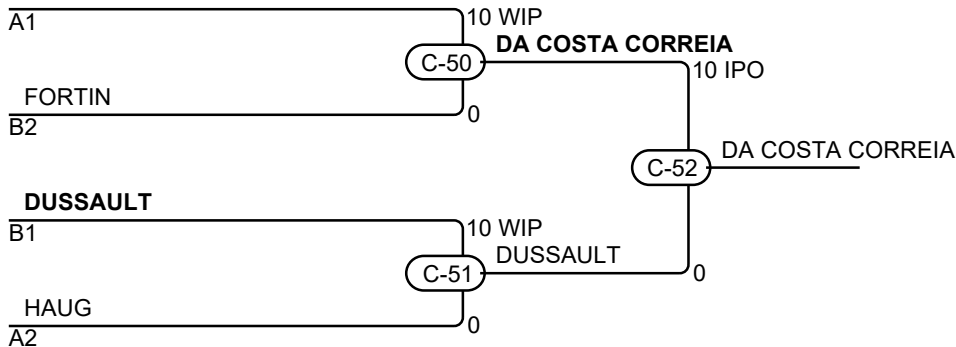 A1
10 WIP
DA COSTA CORREIA
C-50
10 IPO
FORTIN
B2
0
C-52
DA COSTA CORREIA
DUSSAULT
B1
10 WIP
DUSSAULT
C-51
0
HAUG
A2
0